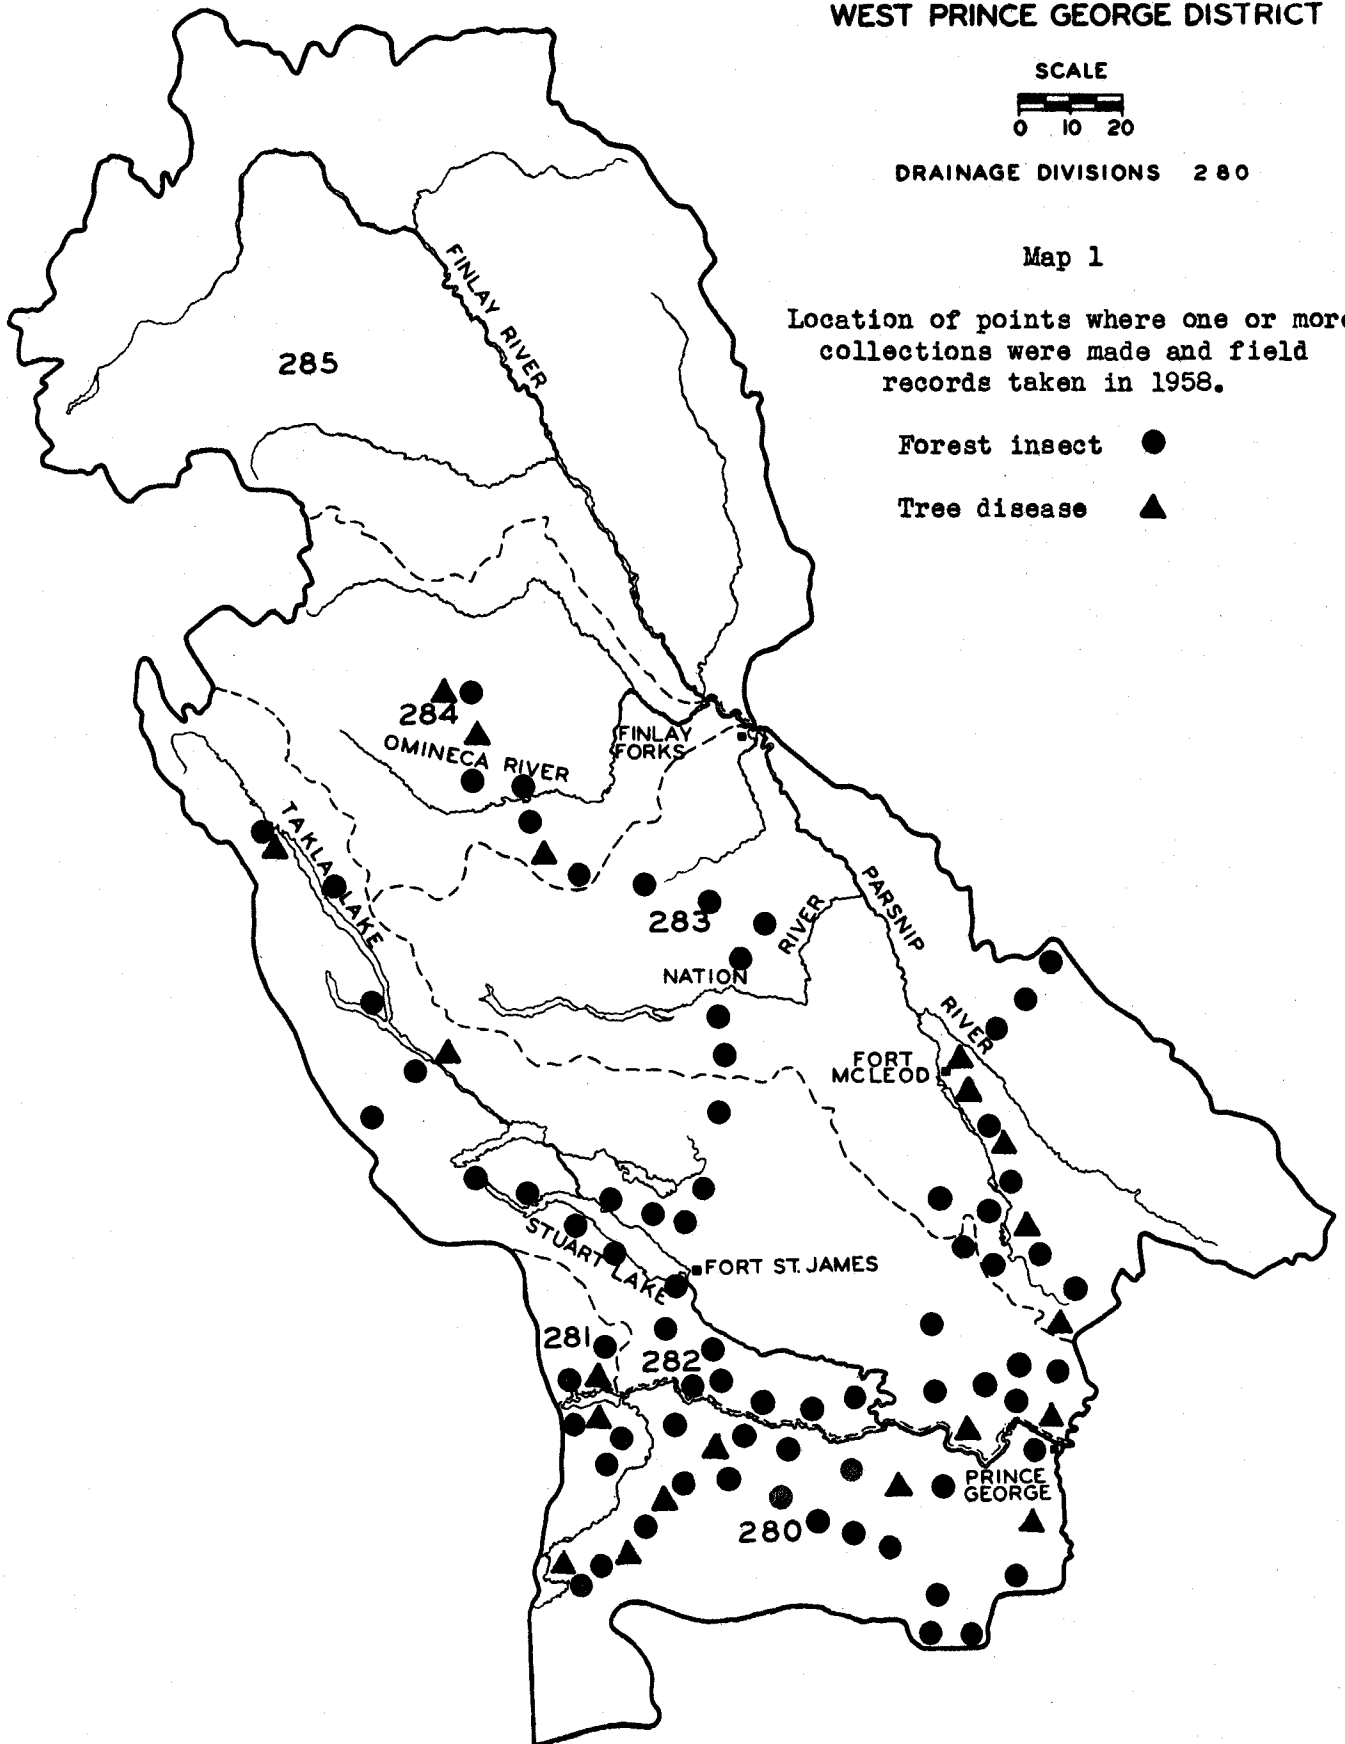 WEST PRINCE GEORGE DISTRICT
SCALE
0 10 20
DRAINAGE DIVISIONS 280
Map 1
Location of points where one or more
collections were made and field
records taken in 1958.
Forest insect
Tree disease
FINLAY RIVER
285
284
OMINECA RIVER
FINLAY
FORKS
TAKLA LAKE
283
NATION RIVER
PARSNIP RIVER
FORT
MCLEOD
STUART LAKE
FORT ST. JAMES
281
282
PRINCE
GEORGE
280